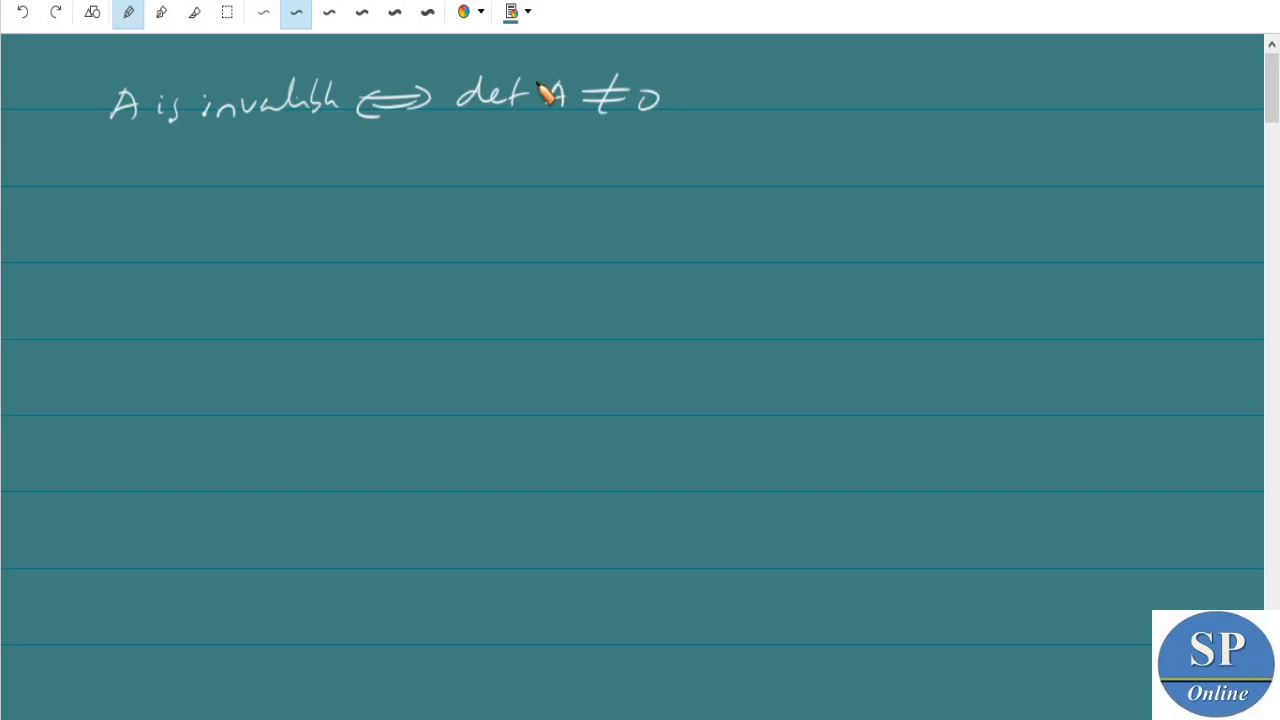 A is invertible ⟺ det A ≠ 0
SP
Online